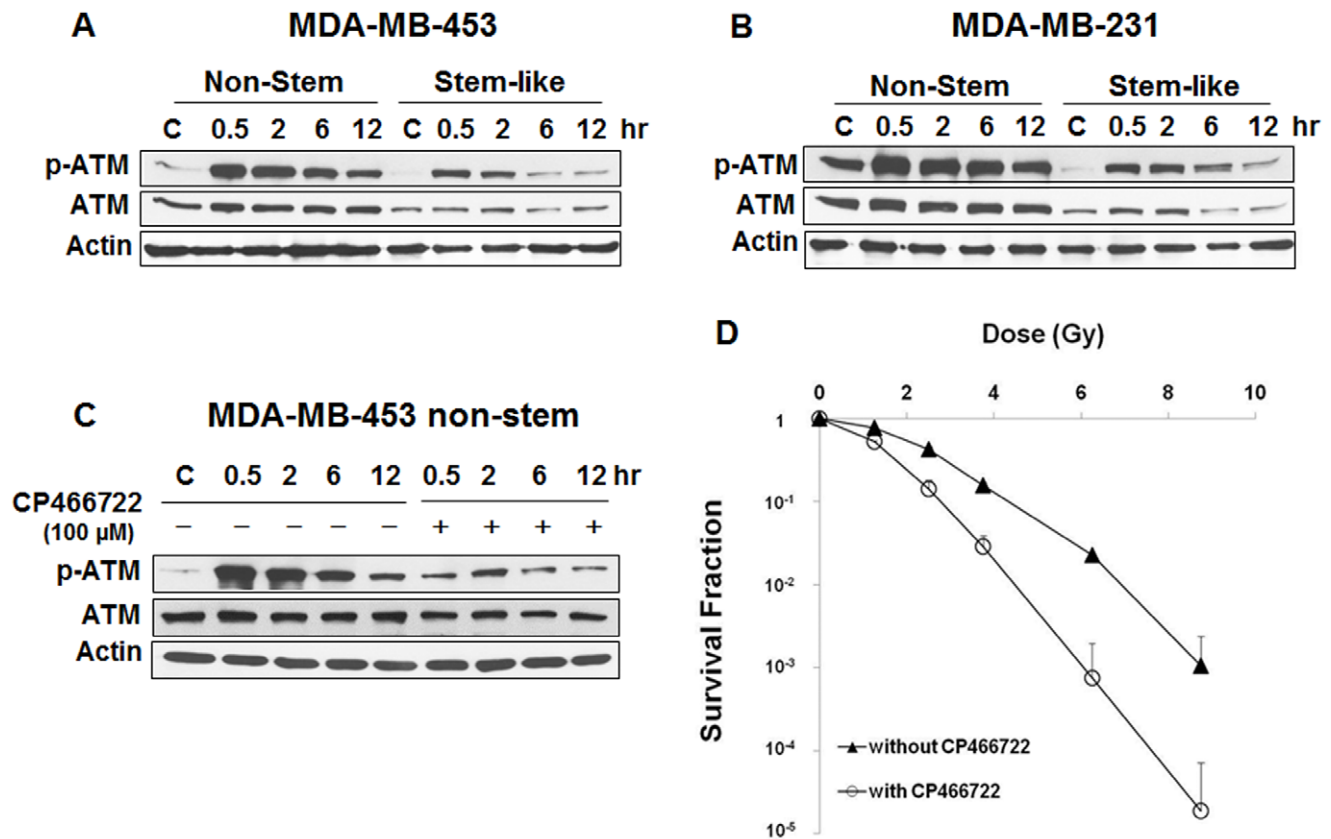 A MDA-MB-453
Non-Stem Stem-like
C 0.5 2 6 12 C 0.5 2 6 12 hr
p-ATM
ATM
Actin
B MDA-MB-231
Non-Stem Stem-like
C 0.5 2 6 12 C 0.5 2 6 12 hr
p-ATM
ATM
Actin
C MDA-MB-453 non-stem
C 0.5 2 6 12 0.5 2 6 12 hr
CP466722
(100 µM) – – – – – + + + +
p-ATM
ATM
Actin
D Dose (Gy)
0 2 4 6 8 10
1
10⁻¹
10⁻²
10⁻³
10⁻⁴
10⁻⁵
Survival Fraction
without CP466722
with CP466722